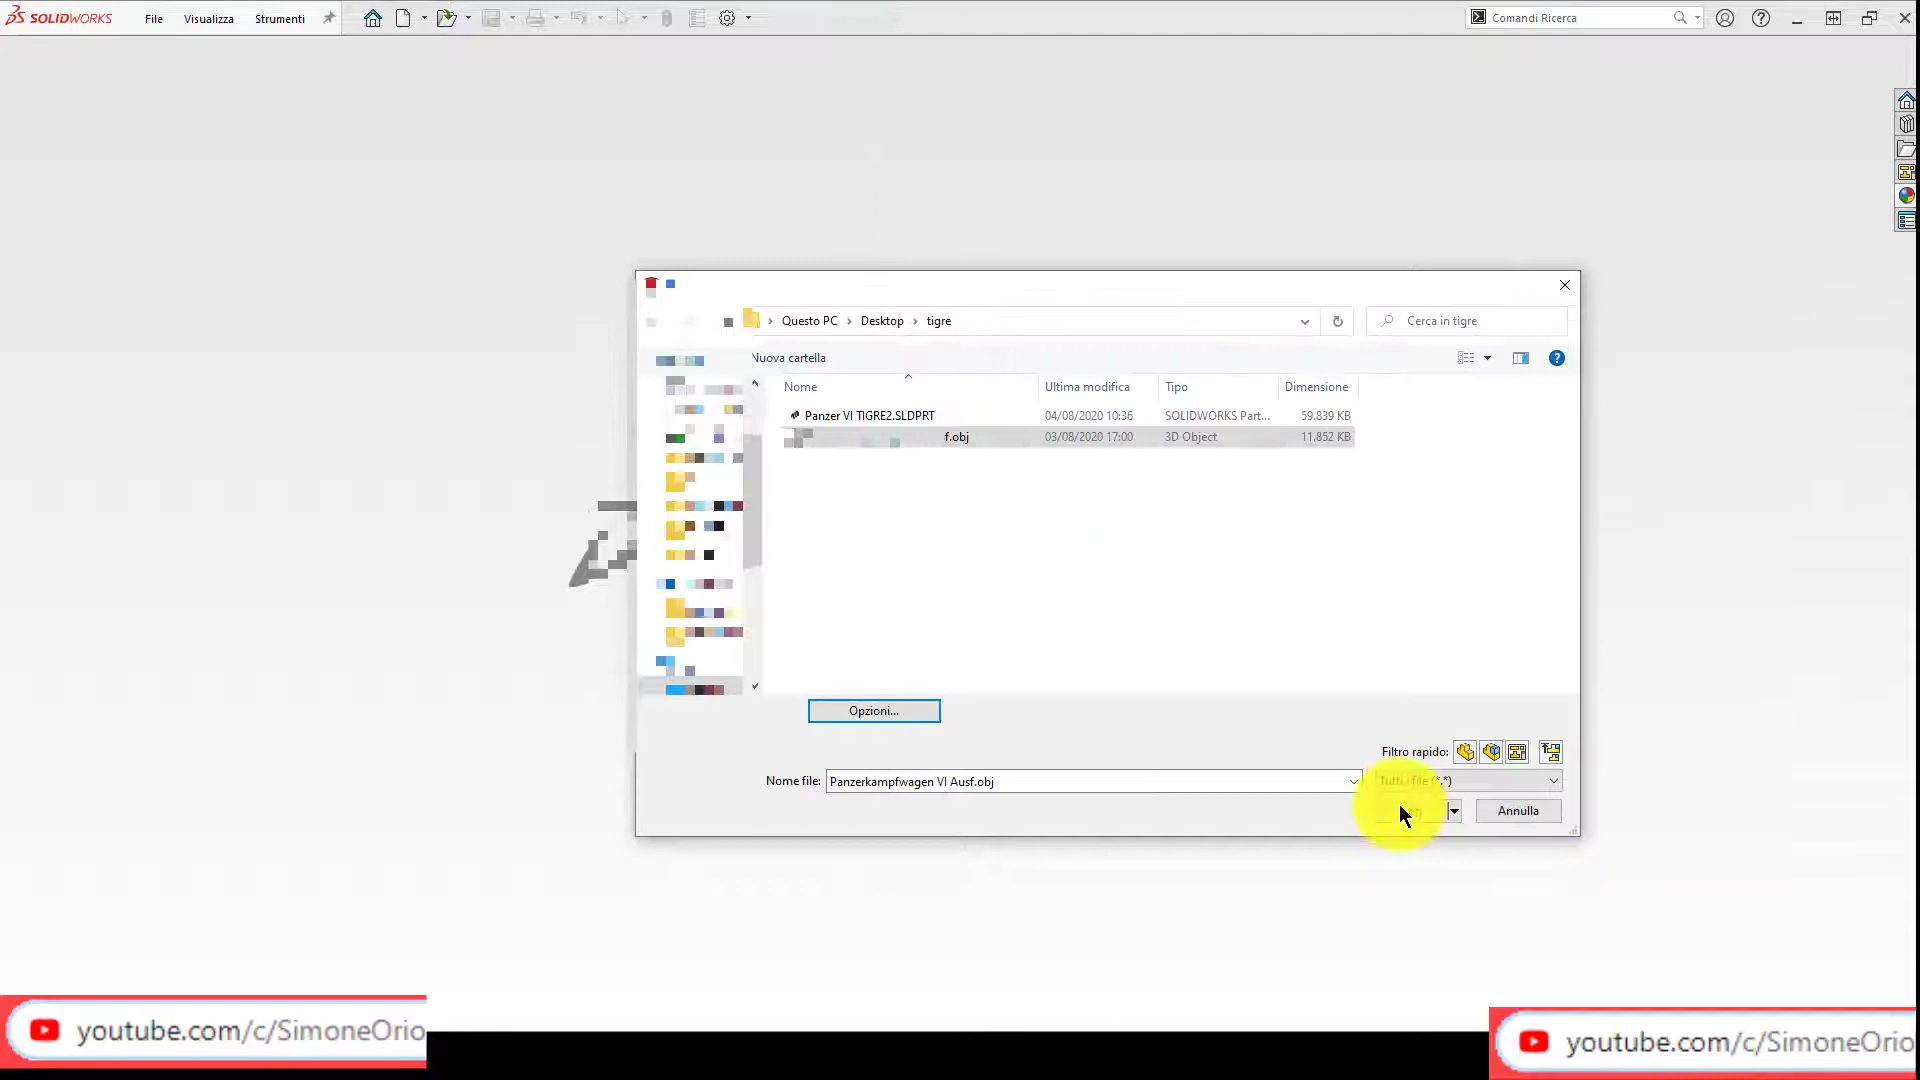 SOLIDWORKS File Visualizza Strumenti Comandi Ricerca
Questo PC Desktop tigre Cerca in tigre
Nuova cartella
Nome Ultima modifica Tipo Dimensione
Panzer VI TIGRE2.SLDPRT 04/08/2020 10:36 SOLIDWORKS Part... 59.839 KB
f.obj 03/08/2020 17:00 3D Object 11.852 KB
Opzioni...
Filtro rapido:
Nome file: Panzerkampfwagen VI Ausf.obj Tutti i file (*.*)
Annulla
youtube.com/c/SimoneOrio
youtube.com/c/SimoneOrio